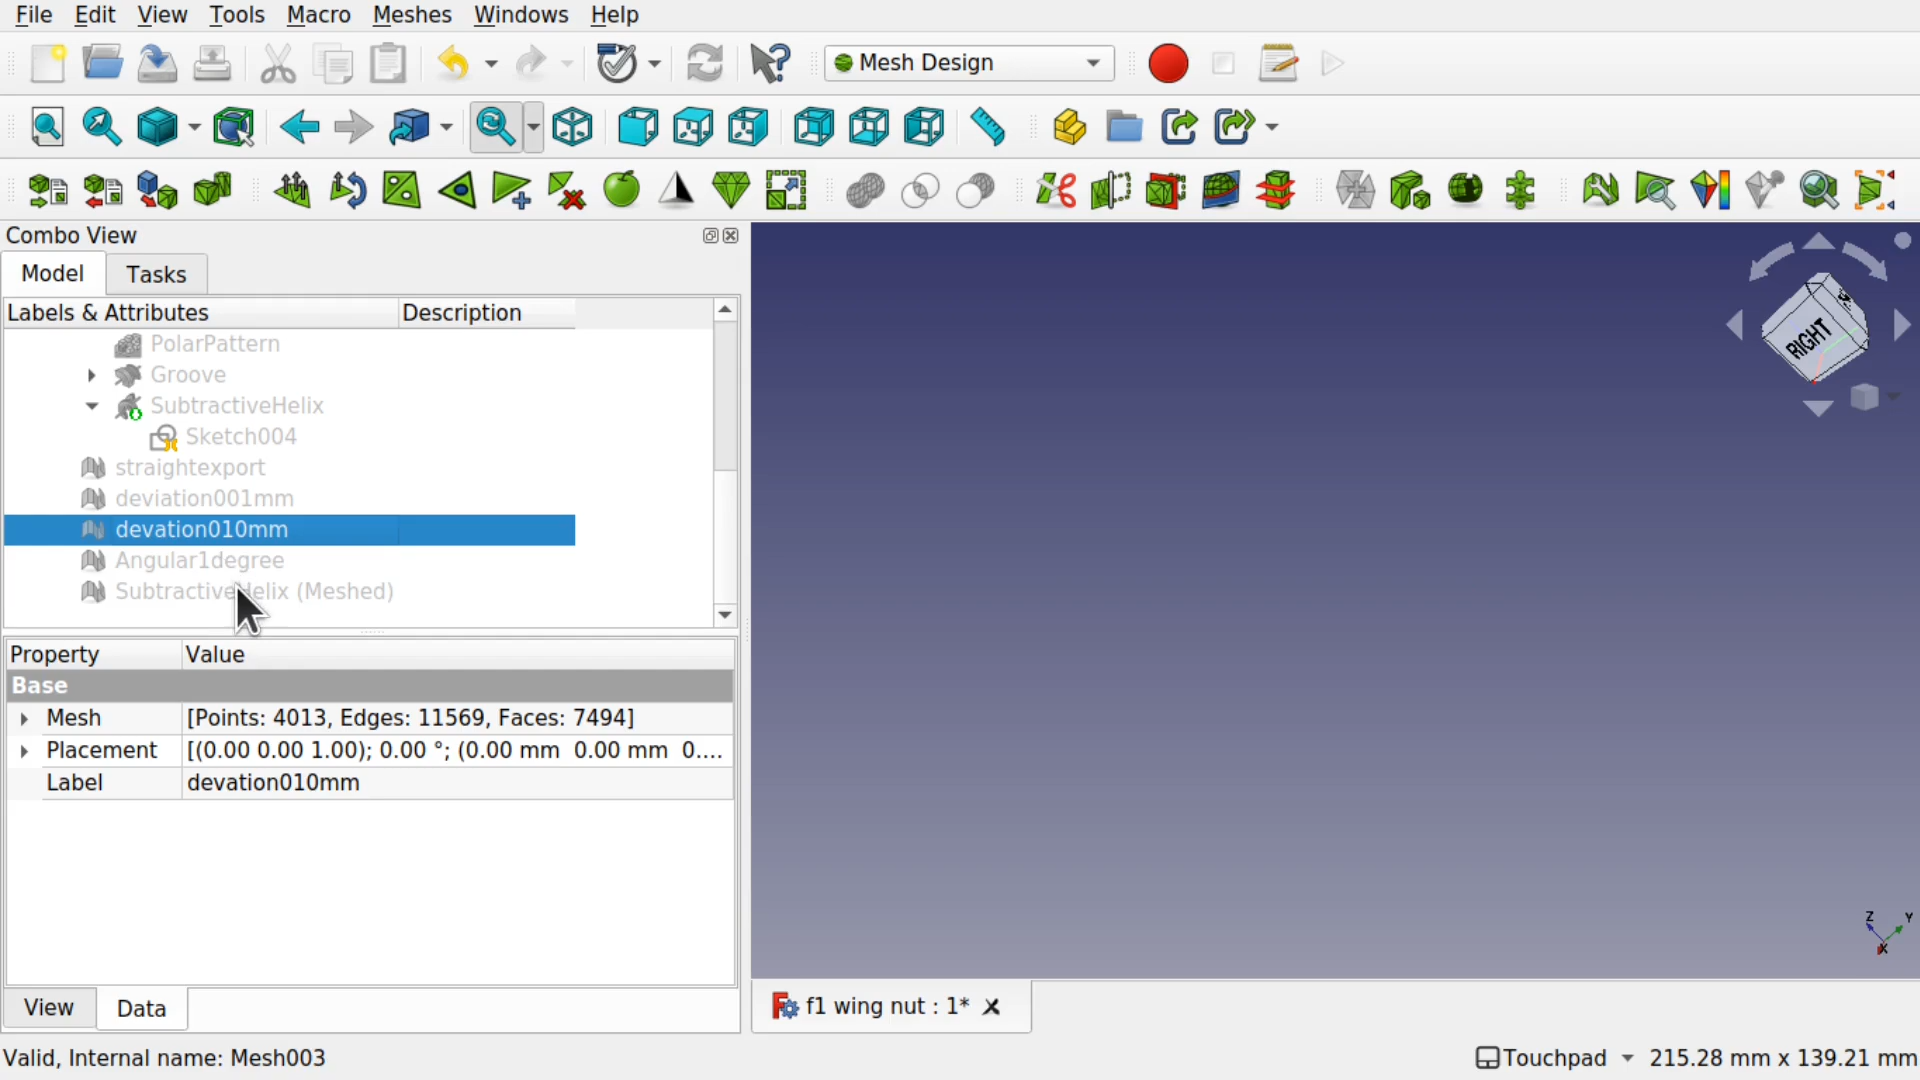 File Edit View Tools Macro Meshes Windows Help
Mesh Design
Combo View
Model Tasks
Labels & Attributes Description
PolarPattern
Groove
SubtractiveHelix
Sketch004
straightexport
deviation001mm
devation010mm
Angular1degree
SubtractiveHelix (Meshed)
Property Value
Base
Mesh [Points: 4013, Edges: 11569, Faces: 7494]
Placement [(0.00 0.00 1.00); 0.00 °; (0.00 mm 0.00 mm 0....
Label devation010mm
View Data
RIGHT
Z Y
X
f1 wing nut : 1*
Valid, Internal name: Mesh003
Touchpad 215.28 mm x 139.21 mm